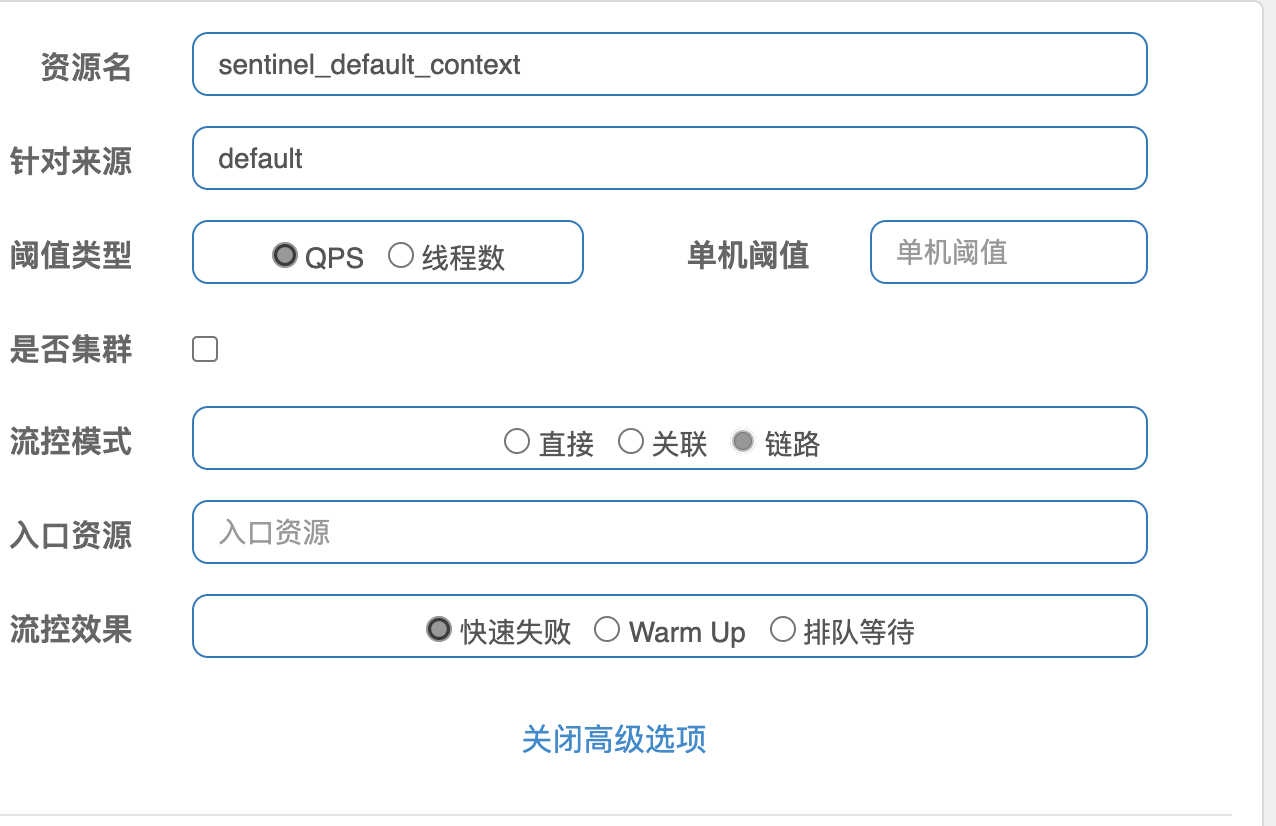 资源名 sentinel_default_context
针对来源 default
阈值类型 QPS 线程数 单机阈值 单机阈值
是否集群
流控模式 直接 关联 链路
入口资源 入口资源
流控效果 快速失败 Warm Up 排队等待
关闭高级选项